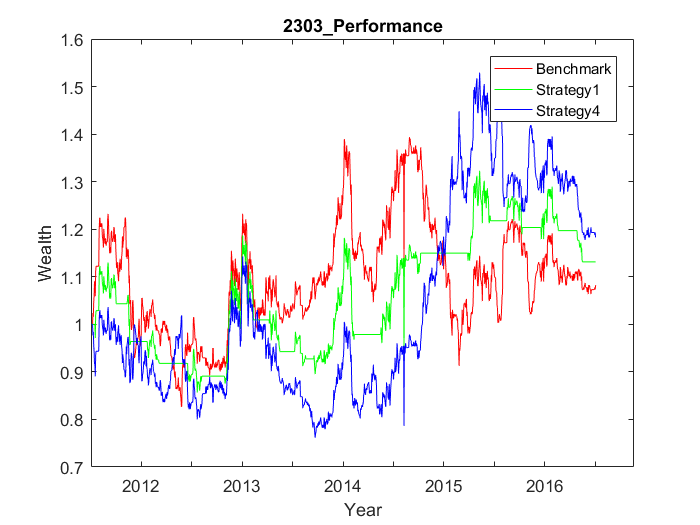 2303_Performance
1.6
1.5
1.4
1.3
1.2
1.1
1
0.9
0.8
0.7
Wealth
Benchmark
Strategy1
Strategy4
2012 2013 2014 2015 2016
Year